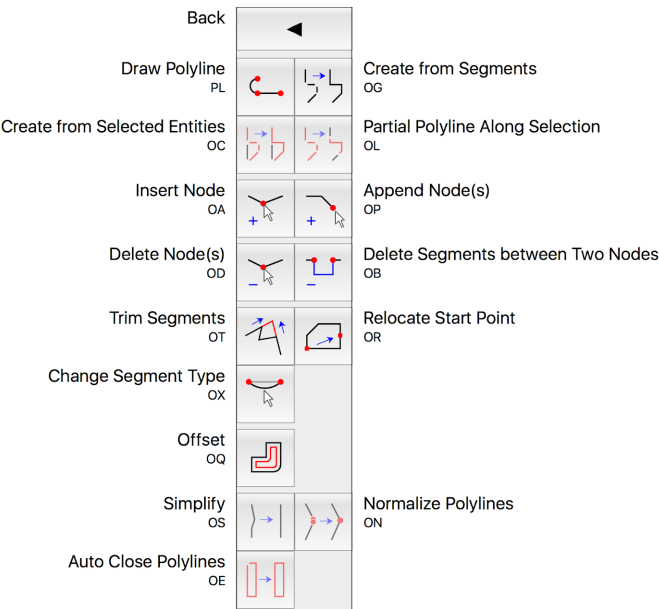 Back
Draw Polyline
PL
Create from Segments
OG
Create from Selected Entities
OC
Partial Polyline Along Selection
OL
Insert Node
OA
Append Node(s)
OP
Delete Node(s)
OD
Delete Segments between Two Nodes
OB
Trim Segments
OT
Relocate Start Point
OR
Change Segment Type
OX
Offset
OQ
Simplify
OS
Normalize Polylines
ON
Auto Close Polylines
OE